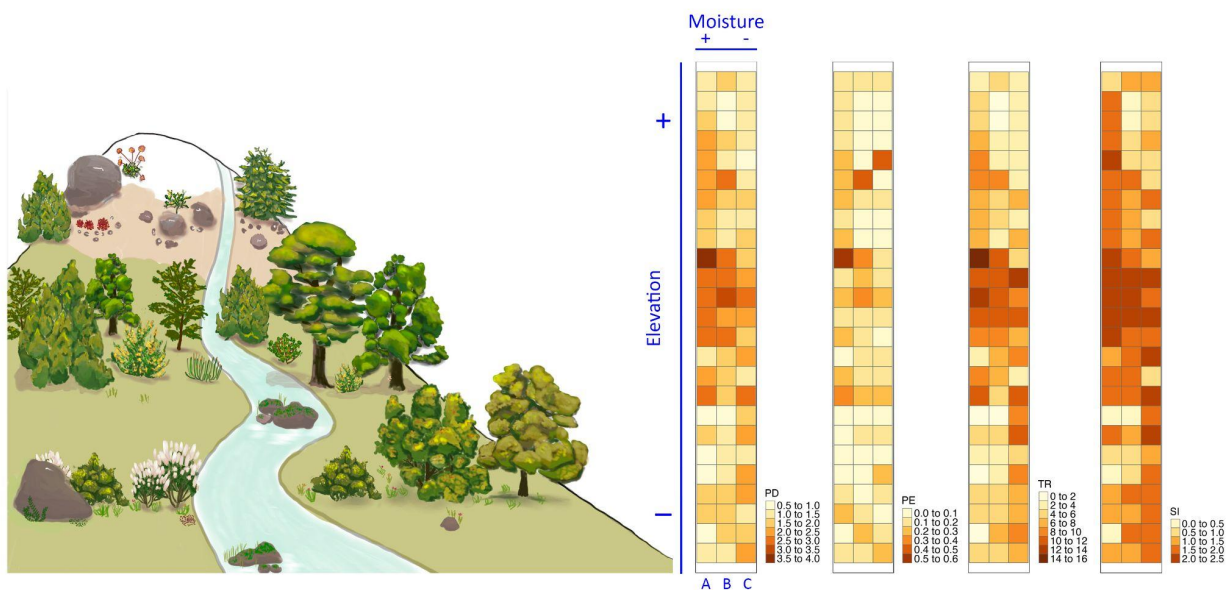 Moisture
+ -
+
Elevation
−
A B C
PD
0.5 to 1.0
1.0 to 1.5
1.5 to 2.0
2.0 to 2.5
2.5 to 3.0
3.0 to 3.5
3.5 to 4.0
PE
0.0 to 0.1
0.1 to 0.2
0.2 to 0.3
0.3 to 0.4
0.4 to 0.5
0.5 to 0.6
TR
0 to 2
2 to 4
4 to 6
6 to 8
8 to 10
10 to 12
12 to 14
14 to 16
SI
0.0 to 0.5
0.5 to 1.0
1.0 to 1.5
1.5 to 2.0
2.0 to 2.5